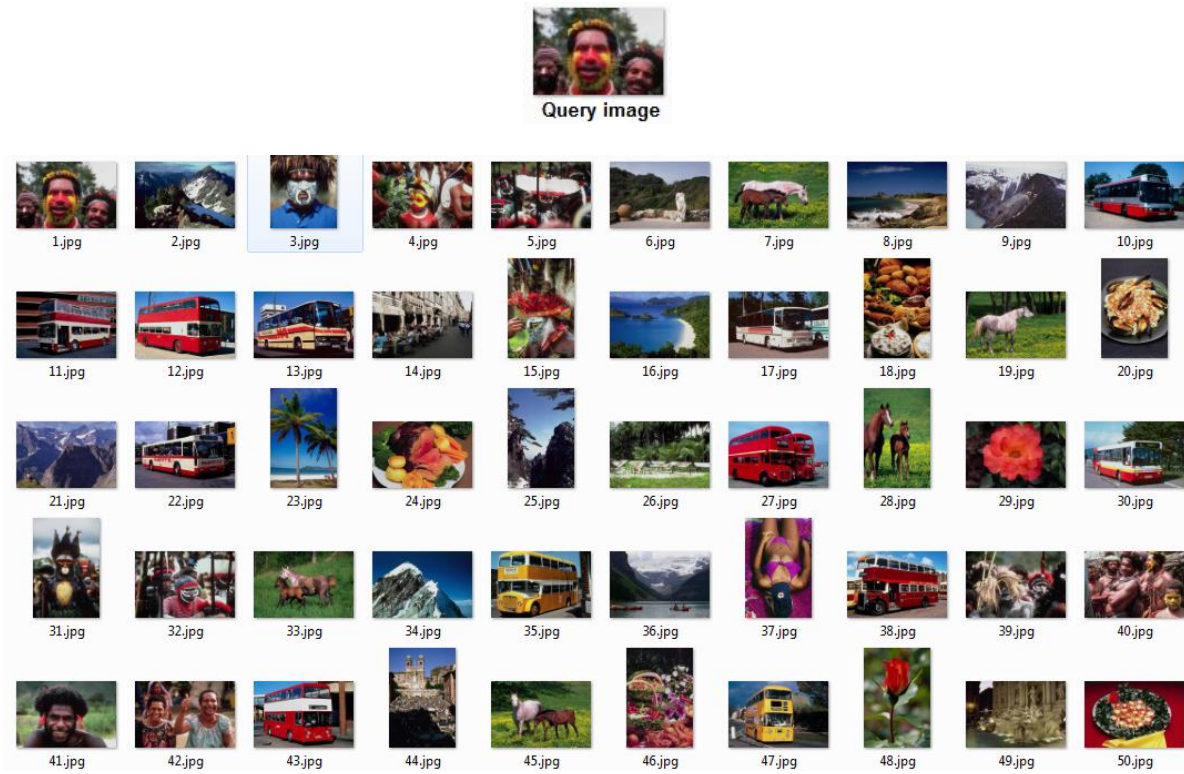 Query image
1.jpg 2.jpg 3.jpg 4.jpg 5.jpg 6.jpg 7.jpg 8.jpg 9.jpg 10.jpg
11.jpg 12.jpg 13.jpg 14.jpg 15.jpg 16.jpg 17.jpg 18.jpg 19.jpg 20.jpg
21.jpg 22.jpg 23.jpg 24.jpg 25.jpg 26.jpg 27.jpg 28.jpg 29.jpg 30.jpg
31.jpg 32.jpg 33.jpg 34.jpg 35.jpg 36.jpg 37.jpg 38.jpg 39.jpg 40.jpg
41.jpg 42.jpg 43.jpg 44.jpg 45.jpg 46.jpg 47.jpg 48.jpg 49.jpg 50.jpg